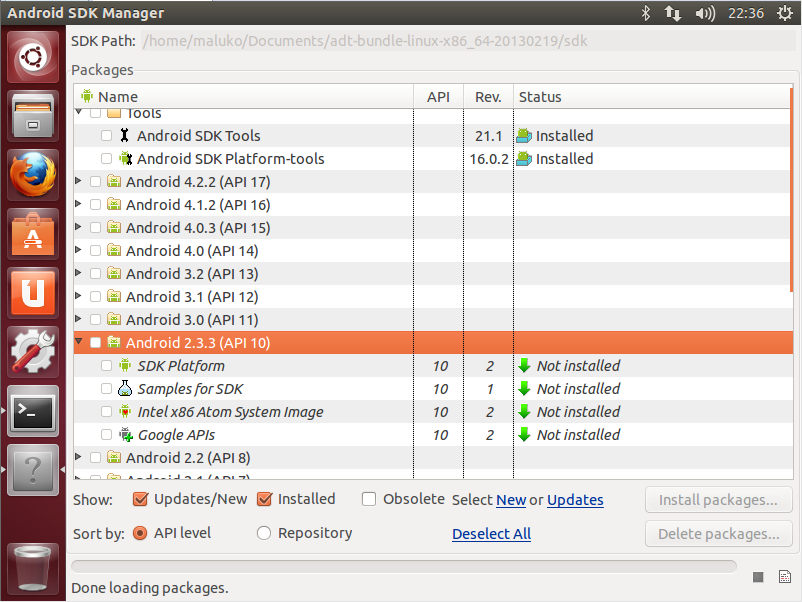 Android SDK Manager 22:36
SDK Path: /home/maluko/Documents/adt-bundle-linux-x86_64-20130219/sdk
Packages
Name API Rev. Status
Tools
Android SDK Tools 21.1 Installed
Android SDK Platform-tools 16.0.2 Installed
Android 4.2.2 (API 17)
Android 4.1.2 (API 16)
Android 4.0.3 (API 15)
Android 4.0 (API 14)
Android 3.2 (API 13)
Android 3.1 (API 12)
Android 3.0 (API 11)
Android 2.3.3 (API 10)
SDK Platform 10 2 Not installed
Samples for SDK 10 1 Not installed
Intel x86 Atom System Image 10 2 Not installed
Google APIs 10 2 Not installed
Android 2.2 (API 8)
Android 2.1 (API 7)
Show: Updates/New Installed Obsolete Select New or Updates Install packages...
Sort by: API level Repository Deselect All Delete packages...
Done loading packages.